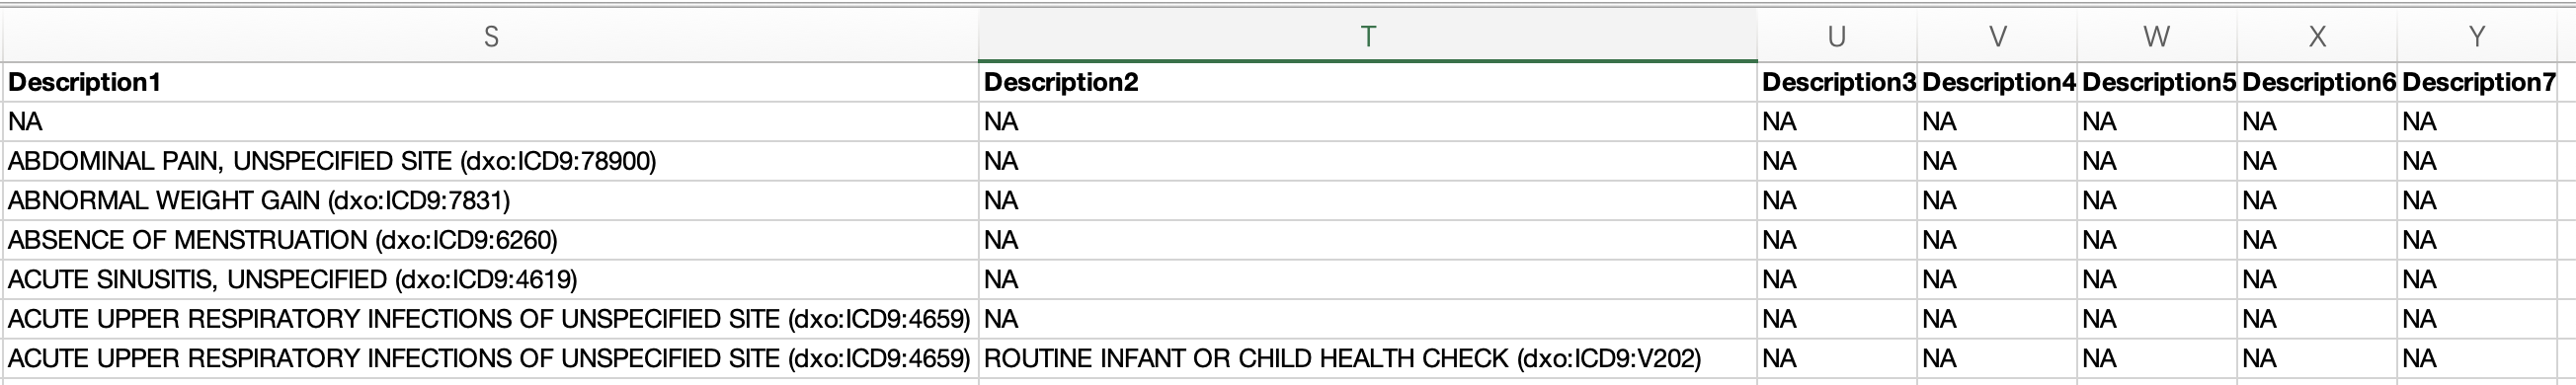 S T U V W X Y
Description1 Description2 Description3 Description4 Description5 Description6 Description7
NA NA NA NA NA NA NA
ABDOMINAL PAIN, UNSPECIFIED SITE (dxo:ICD9:78900) NA NA NA NA NA NA
ABNORMAL WEIGHT GAIN (dxo:ICD9:7831) NA NA NA NA NA NA
ABSENCE OF MENSTRUATION (dxo:ICD9:6260) NA NA NA NA NA NA
ACUTE SINUSITIS, UNSPECIFIED (dxo:ICD9:4619) NA NA NA NA NA NA
ACUTE UPPER RESPIRATORY INFECTIONS OF UNSPECIFIED SITE (dxo:ICD9:4659) NA NA NA NA NA NA
ACUTE UPPER RESPIRATORY INFECTIONS OF UNSPECIFIED SITE (dxo:ICD9:4659) ROUTINE INFANT OR CHILD HEALTH CHECK (dxo:ICD9:V202) NA NA NA NA NA